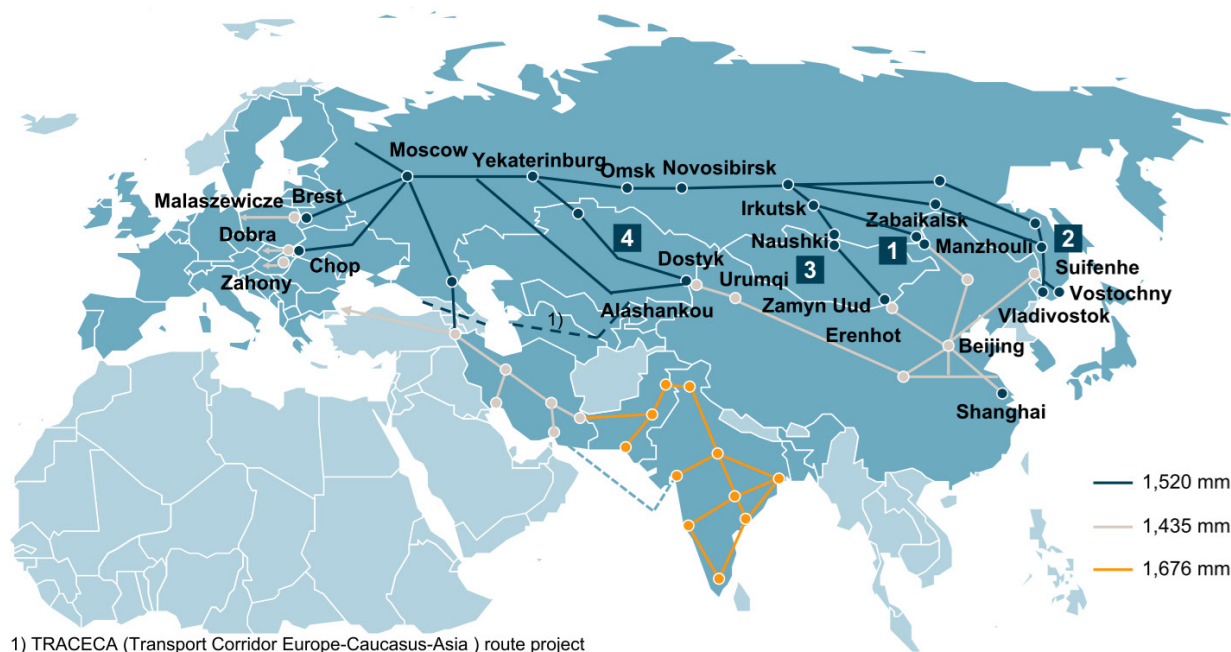 Moscow
Yekaterinburg
Omsk
Novosibirsk
Malaszewicze
Brest
Irkutsk
Zabaikalsk
Dobra
4
Naushki
1
Manzhouli
2
Chop
Dostyk
3
Suifenhe
Zahony
Urumqi
Zamyn Uud
Vostochny
Alashankou
Vladivostok
1)
Erenhot
Beijing
Shanghai
1,520 mm
1,435 mm
1,676 mm
1) TRACECA (Transport Corridor Europe-Caucasus-Asia ) route project